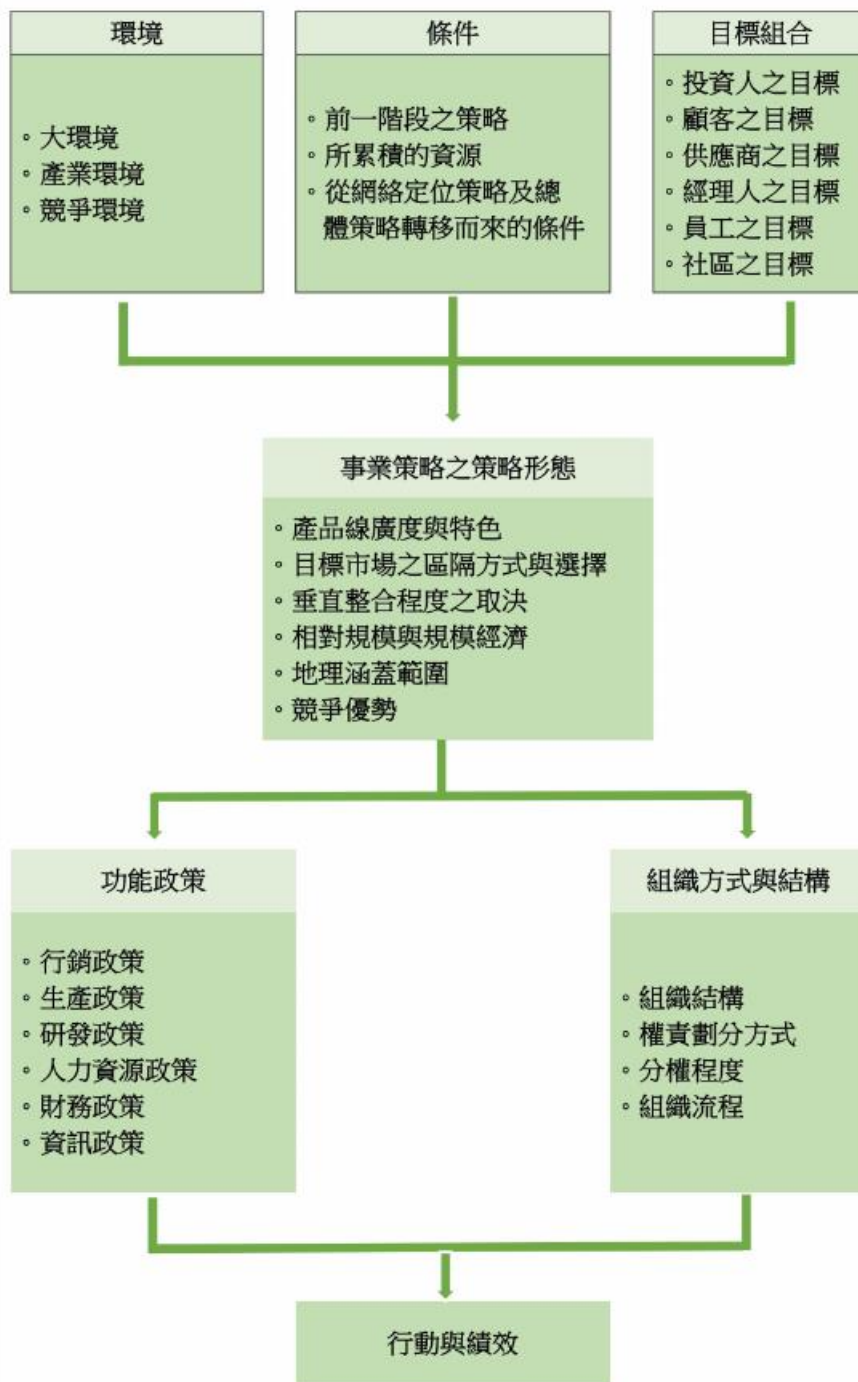 環境
。大環境
。產業環境
。競爭環境
條件
。前一階段之策略
。所累積的資源
。從網絡定位策略及總
體策略轉移而來的條件
目標組合
。投資人之目標
。顧客之目標
。供應商之目標
。經理人之目標
。員工之目標
。社區之目標
事業策略之策略形態
。產品線廣度與特色
。目標市場之區隔方式與選擇
。垂直整合程度之取決
。相對規模與規模經濟
。地理涵蓋範圍
。競爭優勢
功能政策
。行銷政策
。生產政策
。研發政策
。人力資源政策
。財務政策
。資訊政策
組織方式與結構
。組織結構
。權責劃分方式
。分權程度
。組織流程
行動與績效